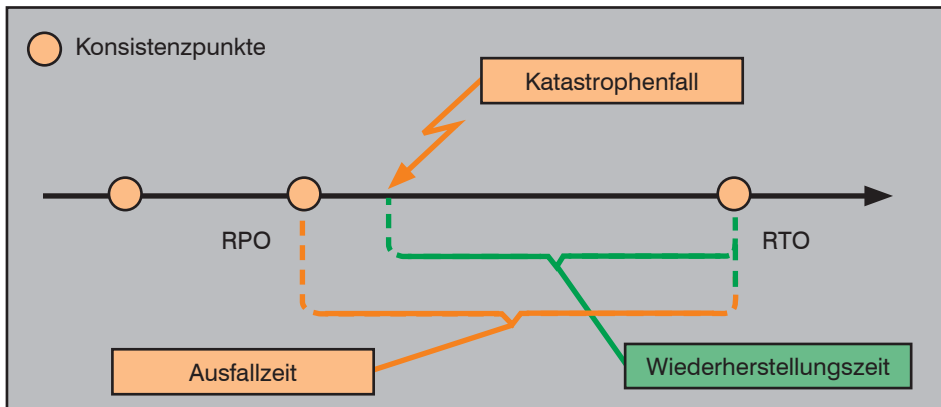 Konsistenzpunkte
Katastrophenfall
RPO
RTO
Ausfallzeit
Wiederherstellungszeit